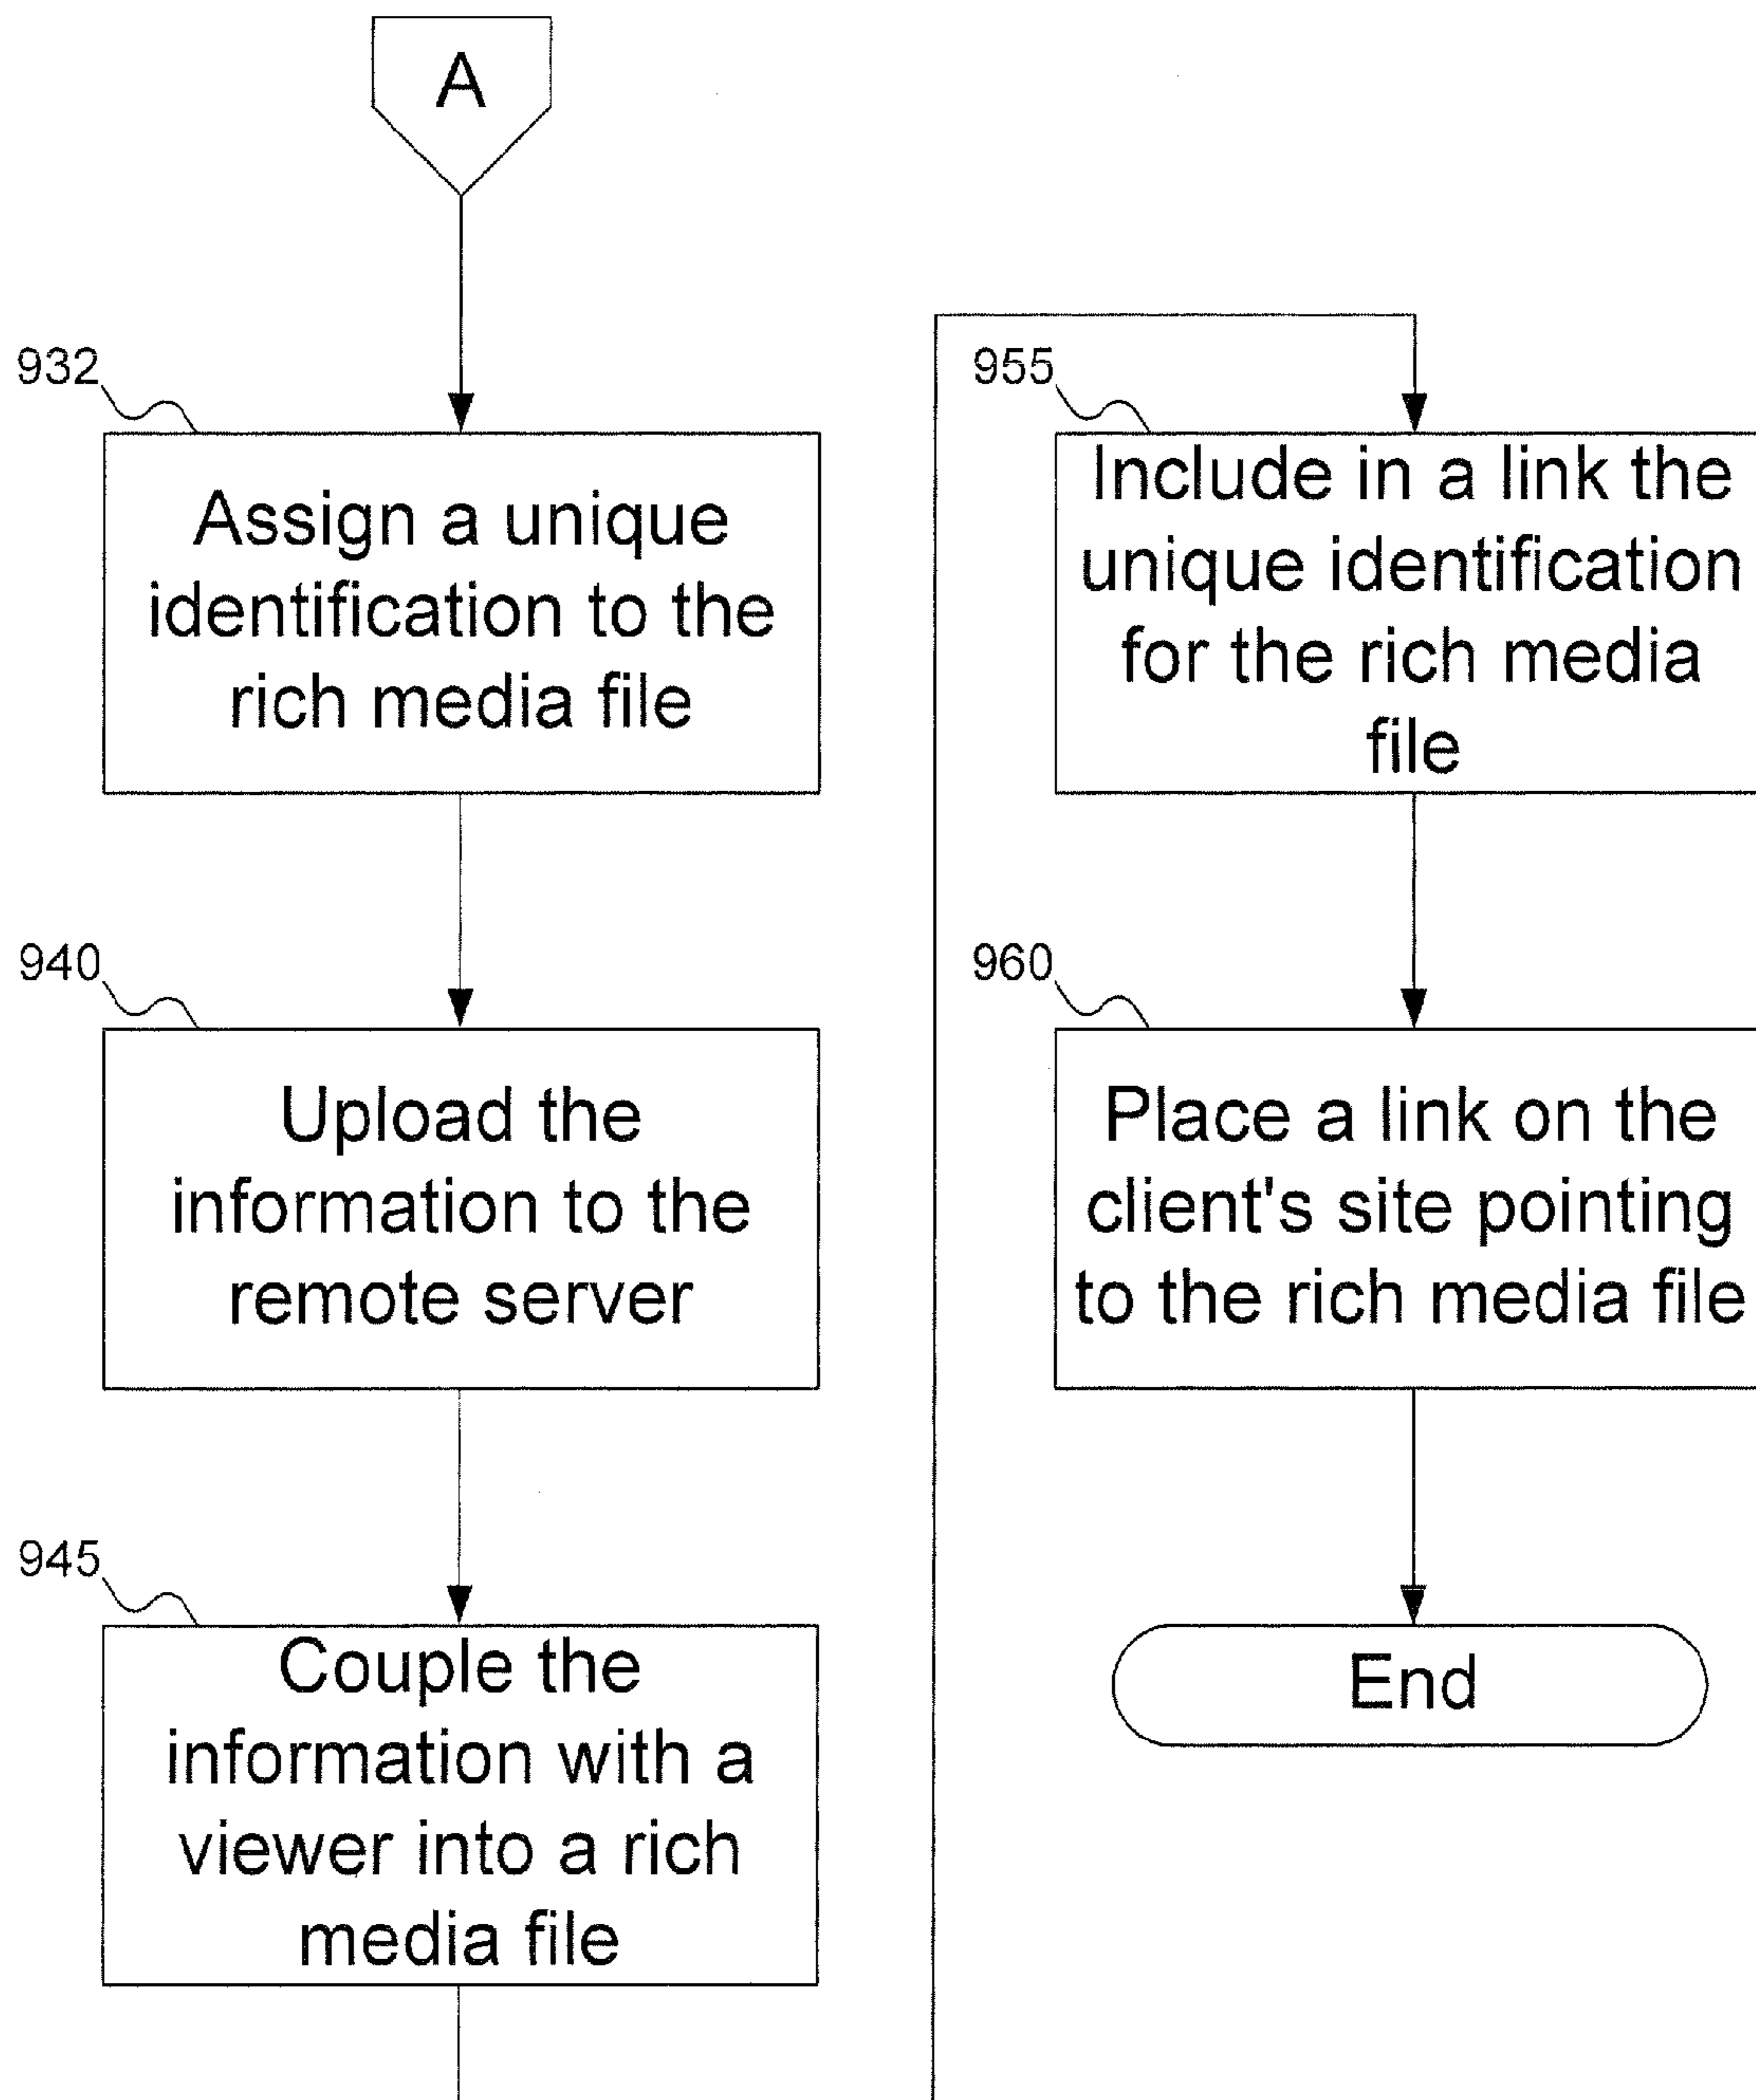 A
932
Assign a unique
identification to the
rich media file
940
Upload the
information to the
remote server
945
Couple the
information with a
viewer into a rich
media file
955
Include in a link the
unique identification
for the rich media
file
960
Place a link on the
client's site pointing
to the rich media file
End